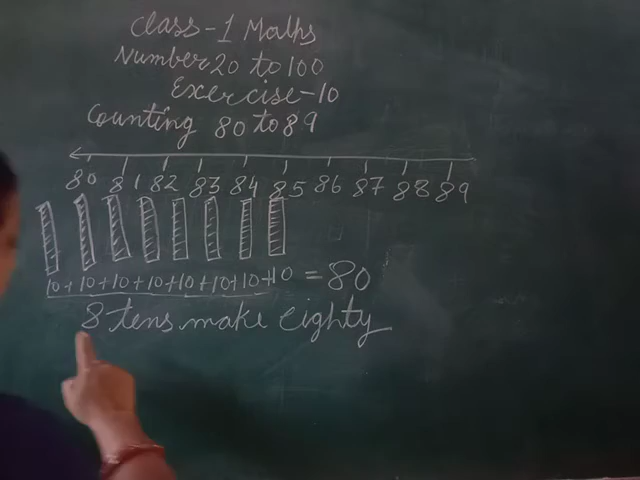 Class-1 Maths
Number 20 to 100
Exercise-10
Counting 80 to 89
80 81 82 83 84 85 86 87 88 89
10+10+10+10+10+10+10+10 = 80
8 tens make eighty